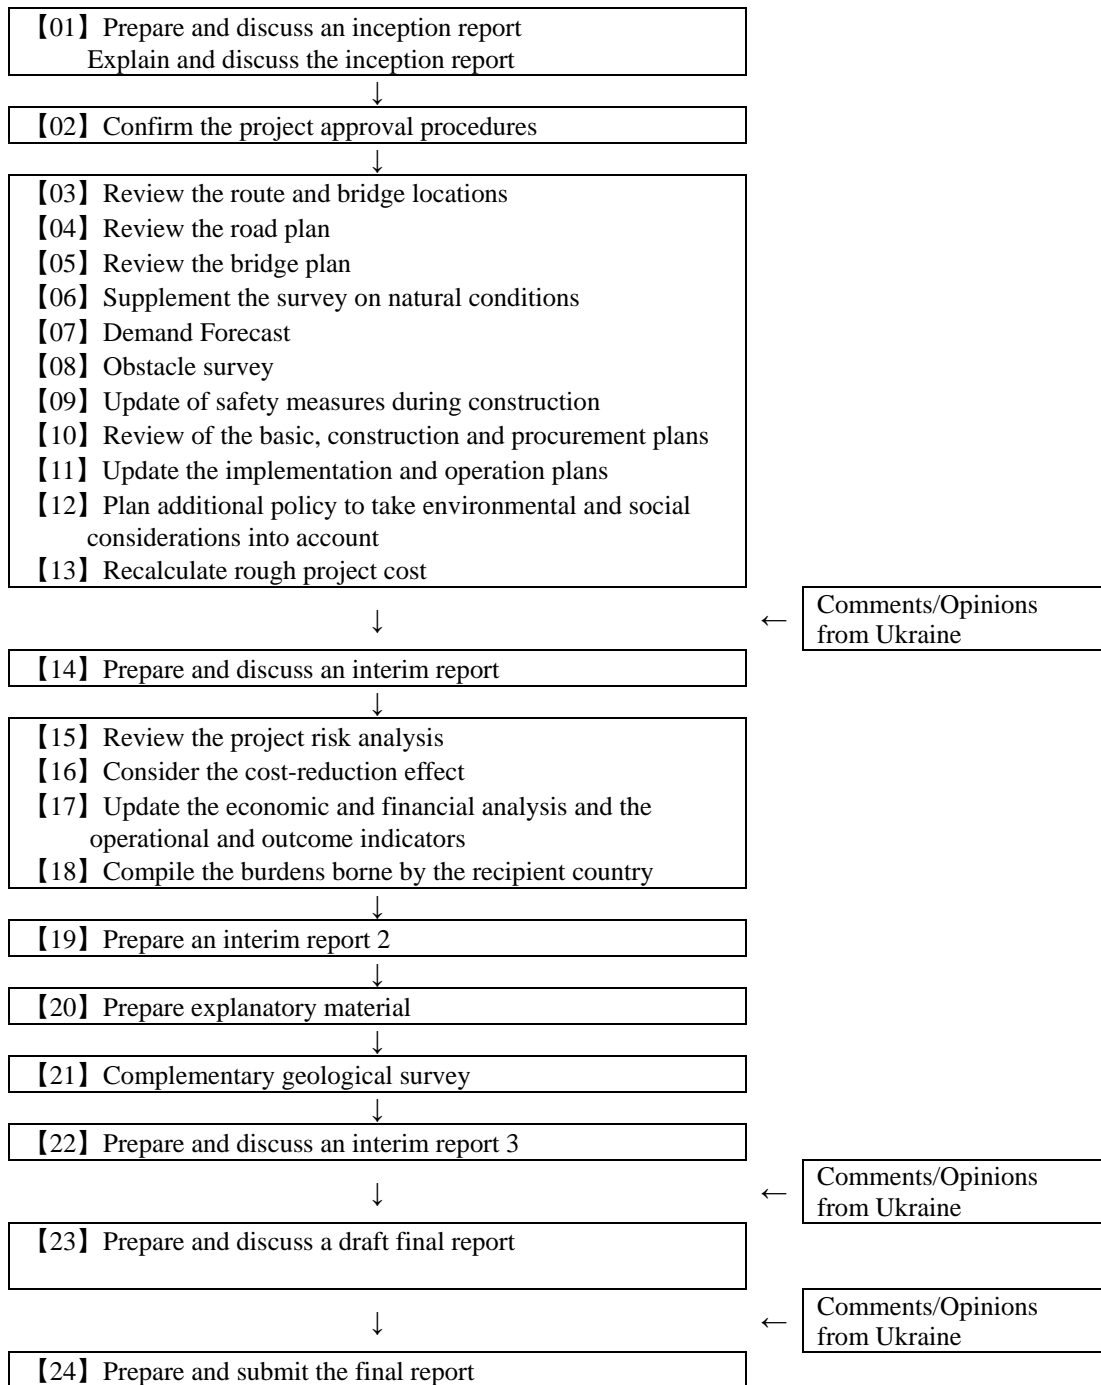 【01】Prepare and discuss an inception report
Explain and discuss the inception report
↓
【02】Confirm the project approval procedures
↓
【03】Review the route and bridge locations
【04】Review the road plan
【05】Review the bridge plan
【06】Supplement the survey on natural conditions
【07】Demand Forecast
【08】Obstacle survey
【09】Update of safety measures during construction
【10】Review of the basic, construction and procurement plans
【11】Update the implementation and operation plans
【12】Plan additional policy to take environmental and social
considerations into account
【13】Recalculate rough project cost
↓
←
Comments/Opinions
from Ukraine
【14】Prepare and discuss an interim report
↓
【15】Review the project risk analysis
【16】Consider the cost-reduction effect
【17】Update the economic and financial analysis and the
operational and outcome indicators
【18】Compile the burdens borne by the recipient country
↓
【19】Prepare an interim report 2
↓
【20】Prepare explanatory material
↓
【21】Complementary geological survey
↓
【22】Prepare and discuss an interim report 3
↓
←
Comments/Opinions
from Ukraine
【23】Prepare and discuss a draft final report
↓
←
Comments/Opinions
from Ukraine
【24】Prepare and submit the final report